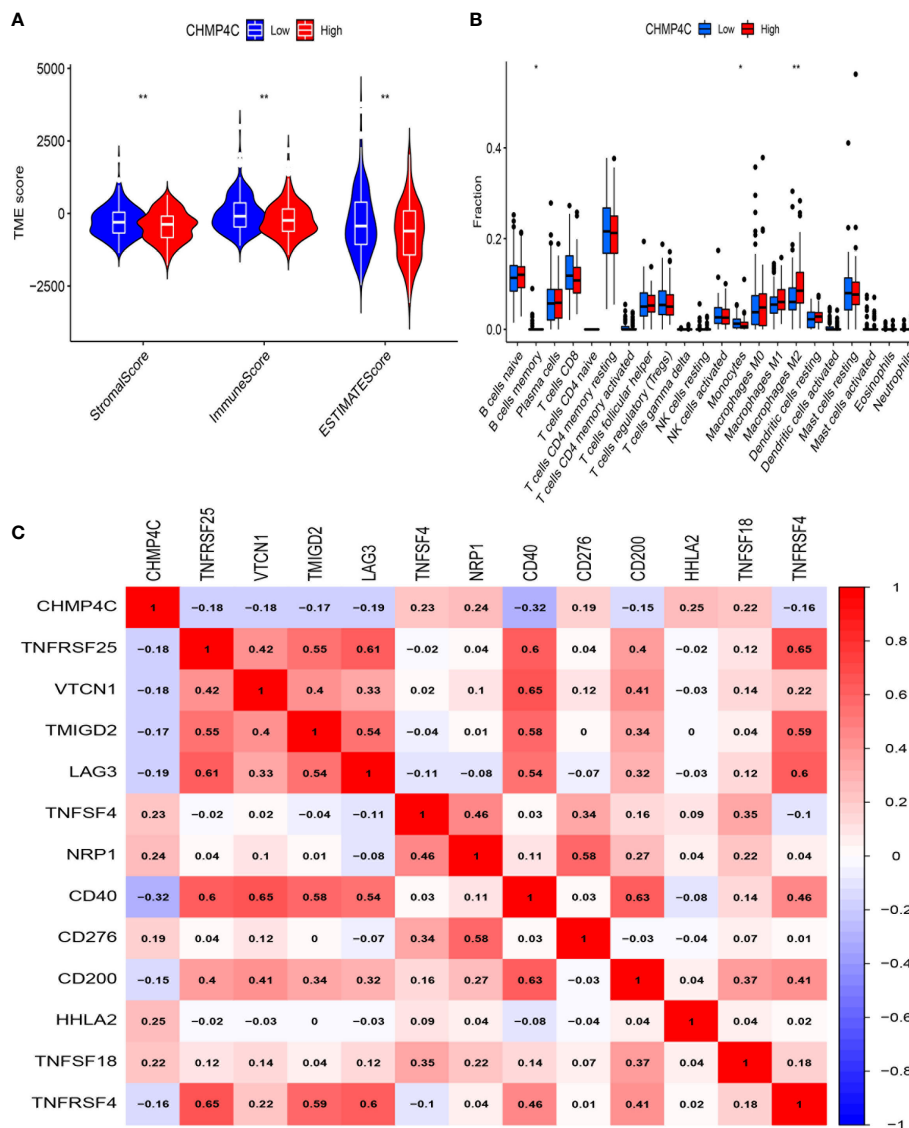 A
CHMP4C Low High
5000
2500
0
−2500
TME score
**
**
**
StromalScore
ImmuneScore
ESTIMATEScore
B
CHMP4C Low High
*
*
**
0.4
0.2
0.0
Fraction
B cells naive
B cells memory
Plasma cells
T cells CD8
T cells CD4 naive
T cells CD4 memory resting
T cells CD4 memory activated
T cells follicular helper
T cells regulatory (Tregs)
T cells gamma delta
NK cells resting
NK cells activated
Monocytes
Macrophages M0
Macrophages M1
Macrophages M2
Dendritic cells resting
Dendritic cells activated
Mast cells resting
Mast cells activated
Eosinophils
Neutrophils
C
CHMP4C TNFRSF25 VTCN1 TMIGD2 LAG3 TNFSF4 NRP1 CD40 CD276 CD200 HHLA2 TNFSF18 TNFRSF4
CHMP4C 1 −0.18 −0.18 −0.17 −0.19 0.23 0.24 −0.32 0.19 −0.15 0.25 0.22 −0.16
TNFRSF25 −0.18 1 0.42 0.55 0.61 −0.02 0.04 0.6 0.04 0.4 −0.02 0.12 0.65
VTCN1 −0.18 0.42 1 0.4 0.33 0.02 0.1 0.65 0.12 0.41 −0.03 0.14 0.22
TMIGD2 −0.17 0.55 0.4 1 0.54 −0.04 0.01 0.58 0 0.34 0 0.04 0.59
LAG3 −0.19 0.61 0.33 0.54 1 −0.11 −0.08 0.54 −0.07 0.32 −0.03 0.12 0.6
TNFSF4 0.23 −0.02 0.02 −0.04 −0.11 1 0.46 0.03 0.34 0.16 0.09 0.35 −0.1
NRP1 0.24 0.04 0.1 0.01 −0.08 0.46 1 0.11 0.58 0.27 0.04 0.22 0.04
CD40 −0.32 0.6 0.65 0.58 0.54 0.03 0.11 1 0.03 0.63 −0.08 0.14 0.46
CD276 0.19 0.04 0.12 0 −0.07 0.34 0.58 0.03 1 −0.03 −0.04 0.07 0.01
CD200 −0.15 0.4 0.41 0.34 0.32 0.16 0.27 0.63 −0.03 1 0.04 0.37 0.41
HHLA2 0.25 −0.02 −0.03 0 −0.03 0.09 0.04 −0.08 −0.04 0.04 1 0.04 0.02
TNFSF18 0.22 0.12 0.14 0.04 0.12 0.35 0.22 0.14 0.07 0.37 0.04 1 0.18
TNFRSF4 −0.16 0.65 0.22 0.59 0.6 −0.1 0.04 0.46 0.01 0.41 0.02 0.18 1
1
0.8
0.6
0.4
0.2
0
−0.2
−0.4
−0.6
−0.8
−1